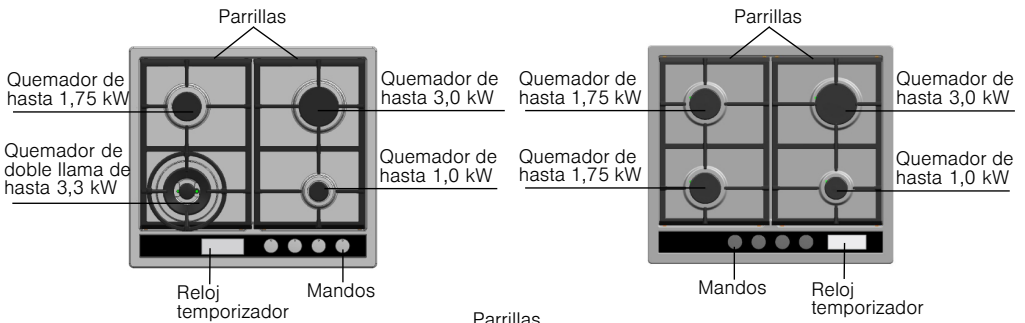 Parrillas
Quemador de
hasta 1,75 kW
Quemador de
hasta 3,0 kW
Quemador de
doble llama de
hasta 3,3 kW
Quemador de
hasta 1,0 kW
Reloj
temporizador
Mandos
Parrillas
Quemador de
hasta 1,75 kW
Quemador de
hasta 3,0 kW
Quemador de
hasta 1,75 kW
Quemador de
hasta 1,0 kW
Mandos
Reloj
temporizador
Parrillas